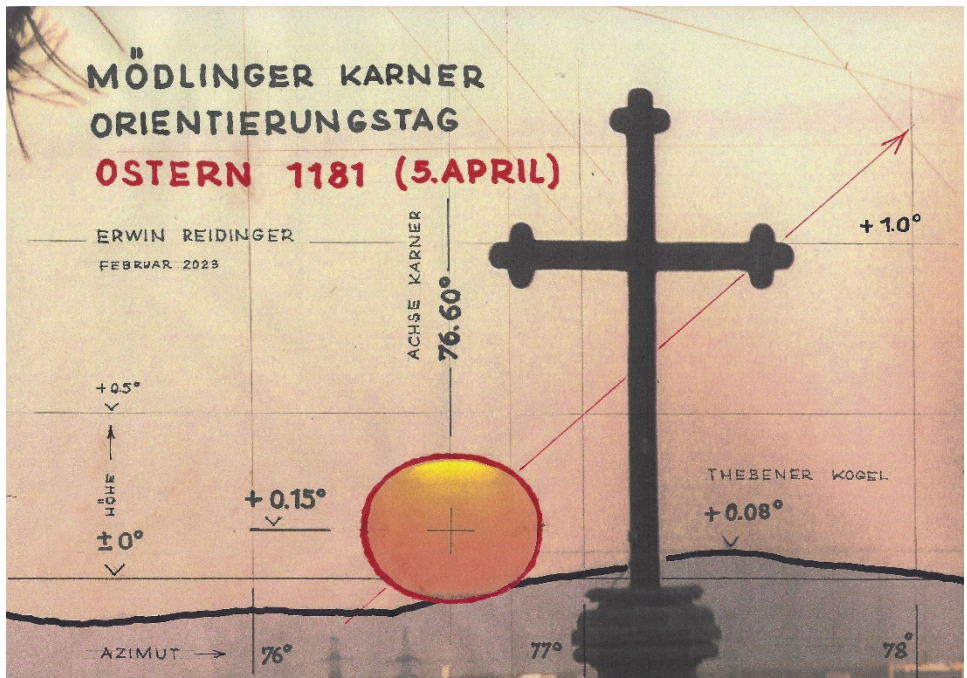 MÖDLINGER KARNER
ORIENTIERUNGSTAG
OSTERN 1181 (5.APRIL)
ERWIN REIDINGER
FEBRUAR 2023
ACHSE KARNER
76.60°
+1.0°
+0.5°
HÖHE
±0°
+0.15°
THEBENER KOGEL
+0.08°
AZIMUT
76°
77°
78°